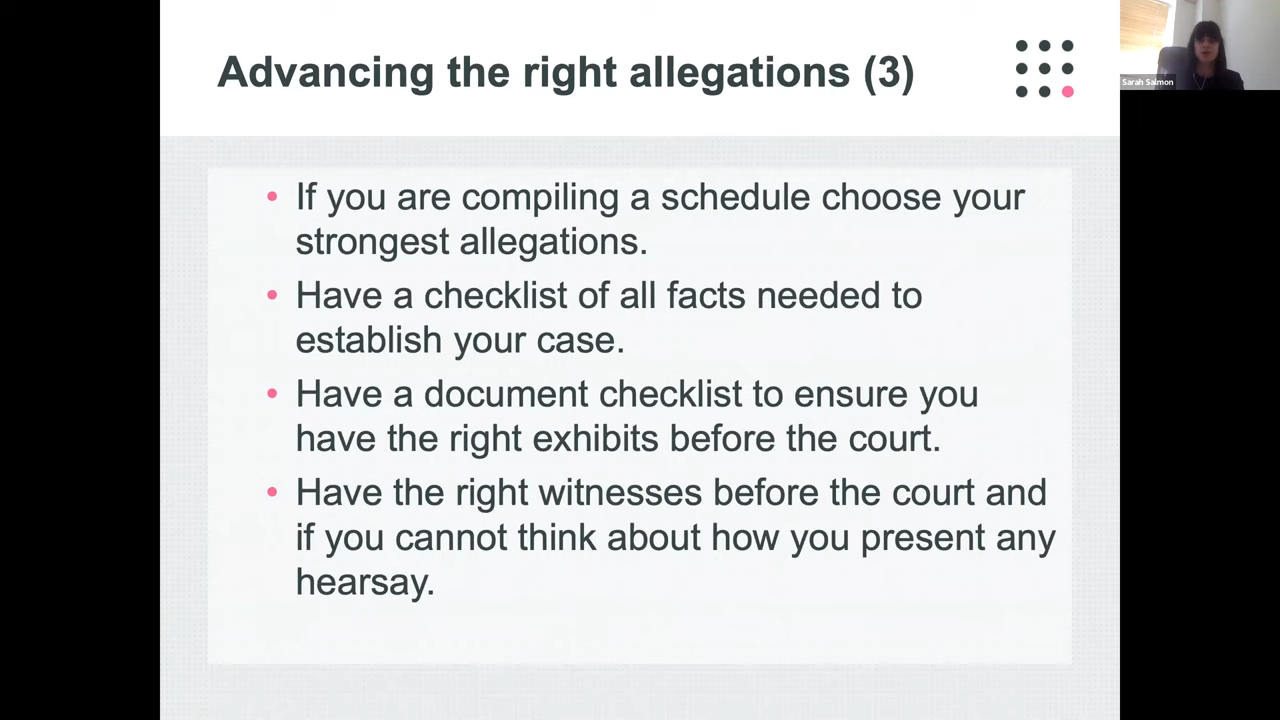 Advancing the right allegations (3)
Sarah Salmon
• If you are compiling a schedule choose your
strongest allegations.
• Have a checklist of all facts needed to
establish your case.
• Have a document checklist to ensure you
have the right exhibits before the court.
• Have the right witnesses before the court and
if you cannot think about how you present any
hearsay.